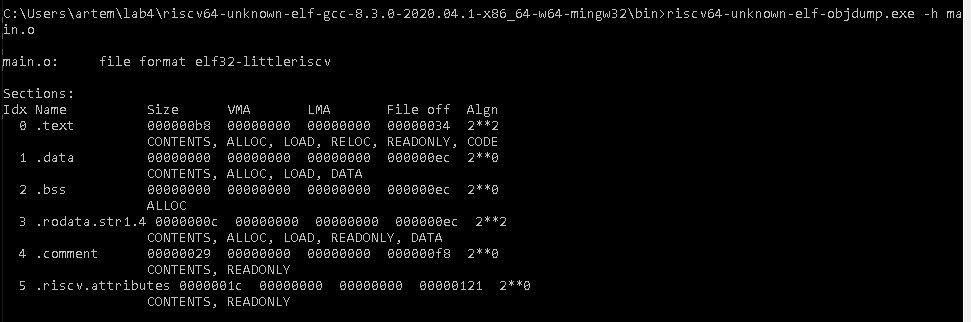 C:\Users\artem\lab4\riscv64-unknown-elf-gcc-8.3.0-2020.04.1-x86_64-w64-mingw32\bin>riscv64-unknown-elf-objdump.exe -h ma
in.o

main.o:     file format elf32-littleriscv

Sections:
Idx Name          Size      VMA       LMA       File off  Algn
  0 .text         000000b8  00000000  00000000  00000034  2**2
                  CONTENTS, ALLOC, LOAD, RELOC, READONLY, CODE
  1 .data         00000000  00000000  00000000  000000ec  2**0
                  CONTENTS, ALLOC, LOAD, DATA
  2 .bss          00000000  00000000  00000000  000000ec  2**0
                  ALLOC
  3 .rodata.str1.4 0000000c  00000000  00000000  000000ec  2**2
                  CONTENTS, ALLOC, LOAD, READONLY, DATA
  4 .comment      00000029  00000000  00000000  000000f8  2**0
                  CONTENTS, READONLY
  5 .riscv.attributes 0000001c  00000000  00000000  00000121  2**0
                  CONTENTS, READONLY